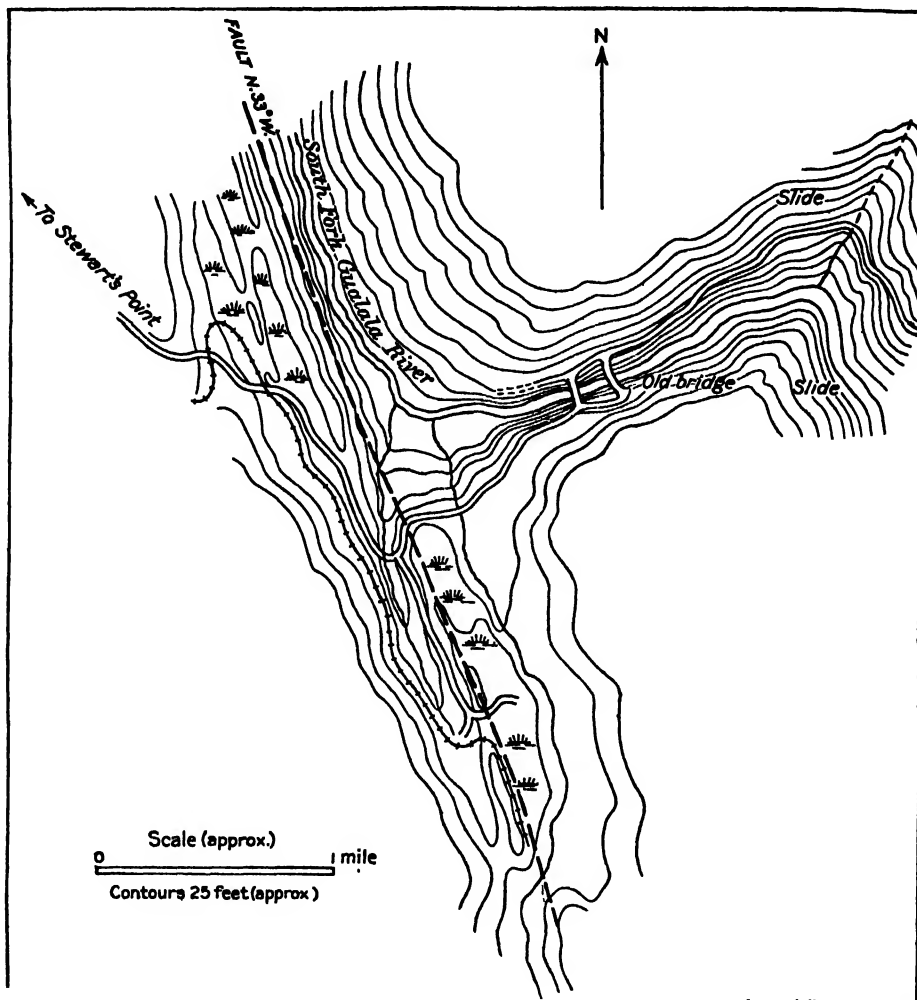 FAULT N.33°W.
N
South Fork Gualala River
Slide
To Stewart's Point
Old bridge
Slide
Scale (approx.)
0 1 mile
Contours 25 feet (approx)